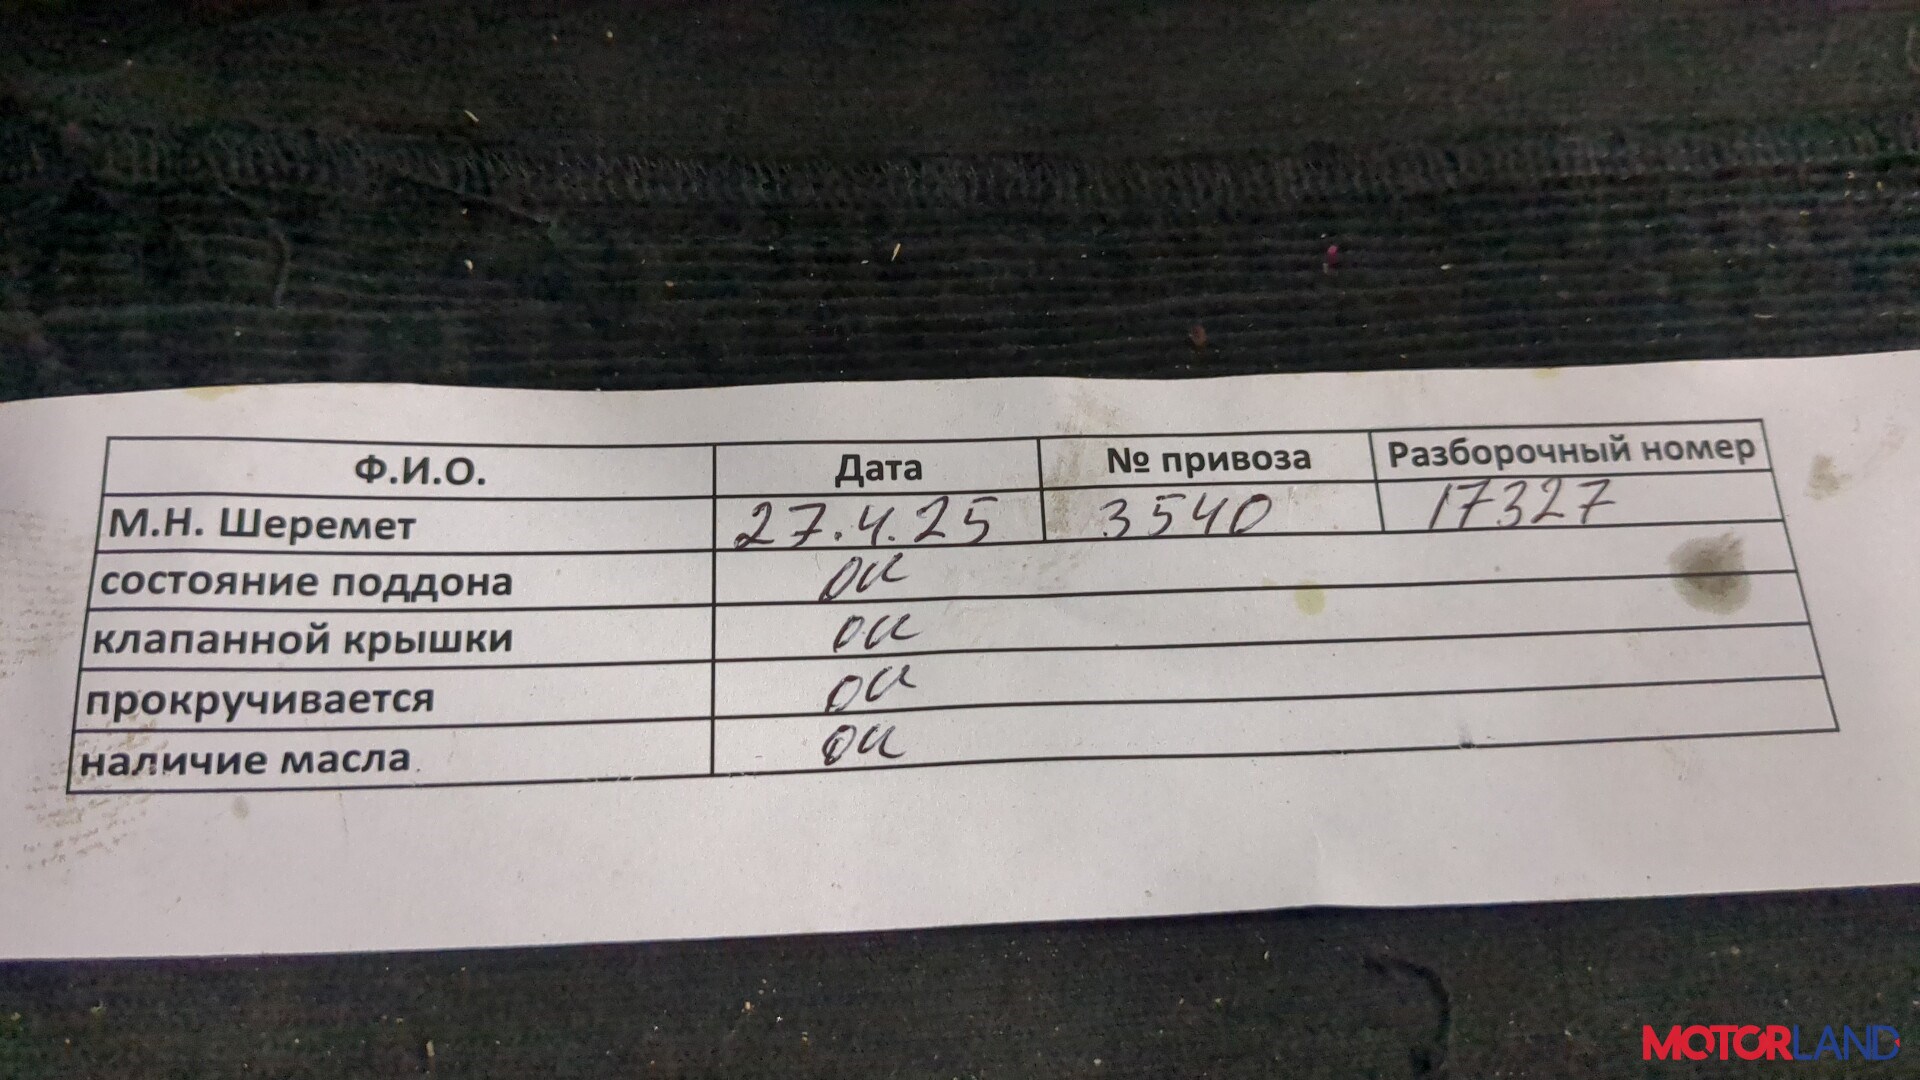 Ф.И.О. Дата № привоза Разборочный номер
М.Н. Шеремет 27.4.25 3540 17327
состояние поддона ок
клапанной крышки ок
прокручивается ок
наличие масла ок
MOTORLAND